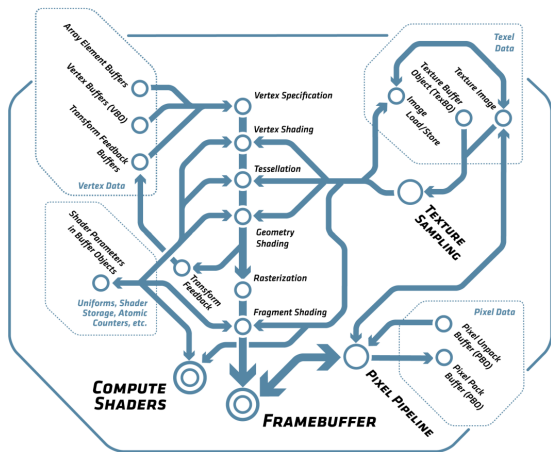 Array Element Buffers
Vertex Buffers (VBO)
Transform Feedback
Buffers
Vertex Data
Texel
Data
Texture Buffer
Object (TexBO)
Texture Image
Image
Load/Store
Vertex Specification
Vertex Shading
Tessellation
Geometry
Shading
Transform
Feedback
Rasterization
Fragment Shading
Texture
Sampling
Shader Parameters
in Buffer Objects
Uniforms, Shader
Storage, Atomic
Counters, etc.
Compute
Shaders
Framebuffer
Pixel Pipeline
Pixel Data
Pixel Unpack
Buffer (PBO)
Pixel Pack
Buffer (PBO)